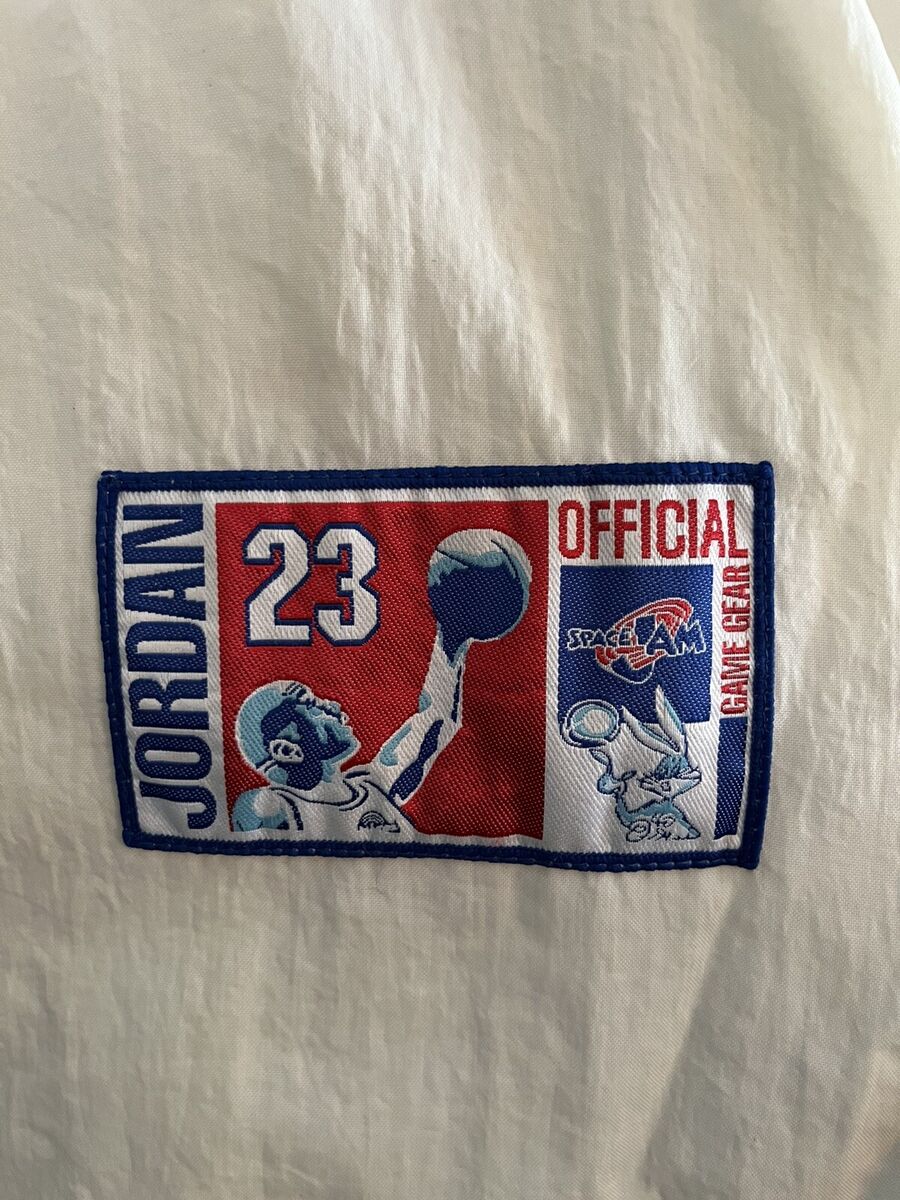 JORDAN
23
OFFICIAL
GAME GEAR
SPACE JAM